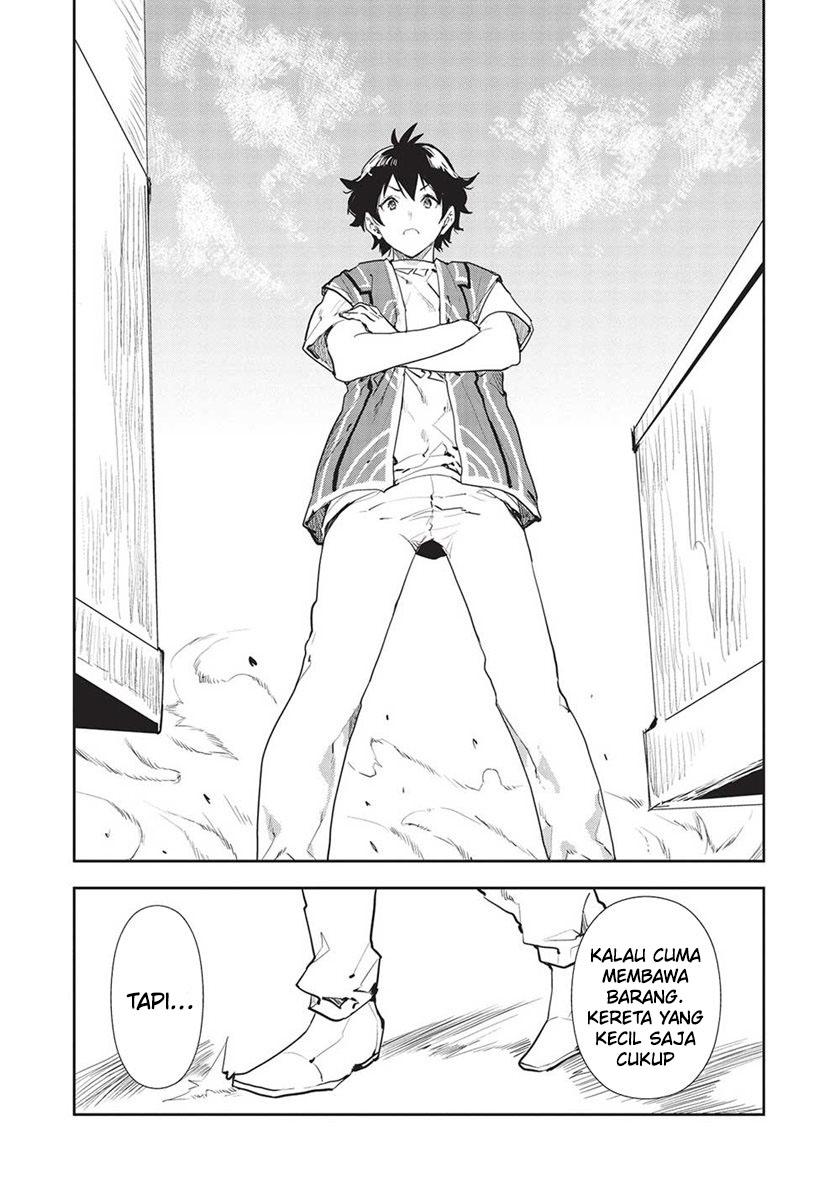 KALAU CUMA
MEMBAWA
BARANG.
KERETA YANG
KECIL SAJA
CUKUP
TAPI...